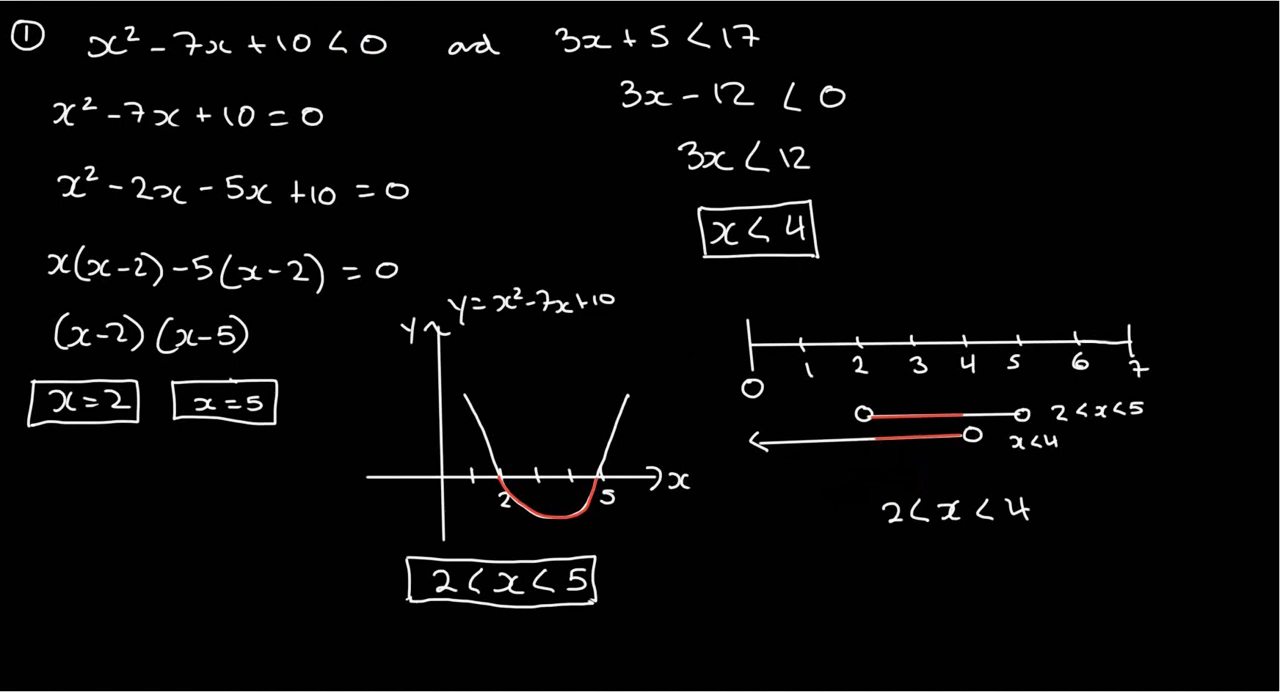 ① x² - 7x + 10 < 0 and 3x + 5 < 17
x² - 7x + 10 = 0
x² - 2x - 5x + 10 = 0
x(x-2) - 5(x-2) = 0
(x-2) (x-5)
x = 2 x = 5
3x - 12 < 0
3x < 12
x < 4
y = x² - 7x + 10
y
x
2 5
2 < x < 5
0 1 2 3 4 5 6 7
2 < x < 5
x < 4
2 < x < 4